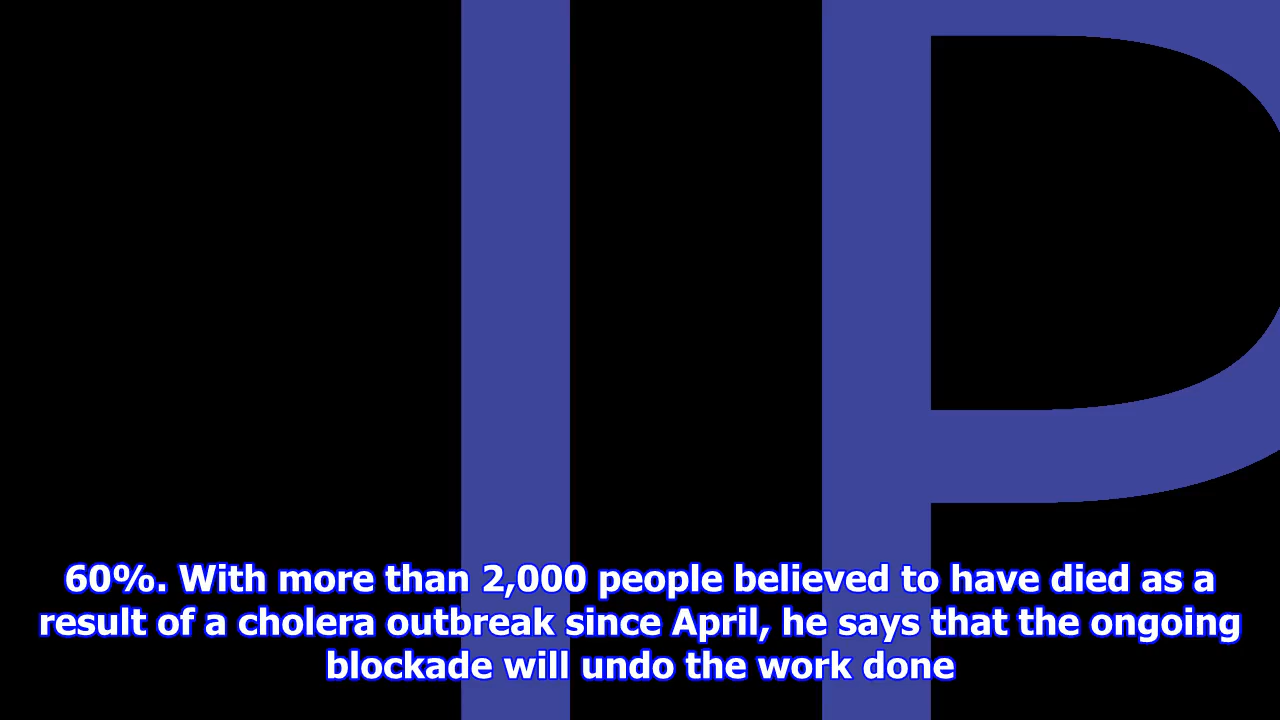 IP
60%. With more than 2,000 people believed to have died as a
result of a cholera outbreak since April, he says that the ongoing
blockade will undo the work done